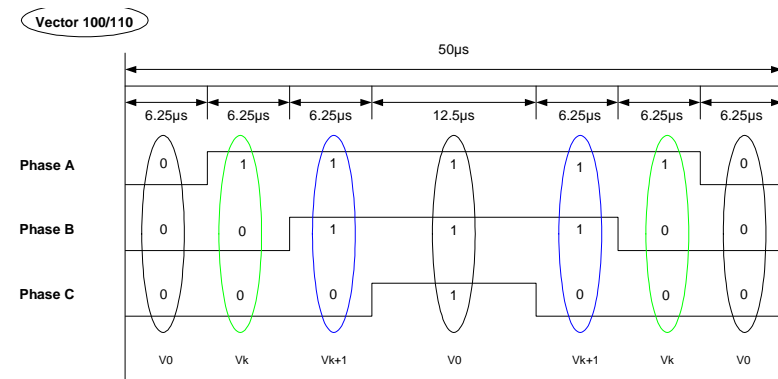 Vector 100/110
50µs
6.25µs 6.25µs 6.25µs 12.5µs 6.25µs 6.25µs 6.25µs
Phase A 0 1 1 1 1 1 0
Phase B 0 0 1 1 1 0 0
Phase C 0 0 0 1 0 0 0
V0 Vk Vk+1 V0 Vk+1 Vk V0